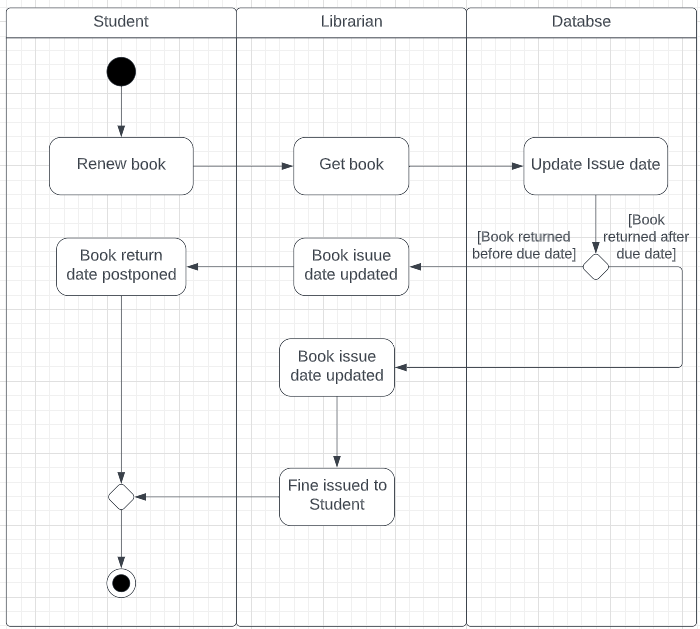 Student
Librarian
Databse
Renew book
Get book
Update Issue date
[Book
returned after
due date]
[Book returned
before due date]
Book isuue
date updated
Book return
date postponed
Book issue
date updated
Fine issued to
Student